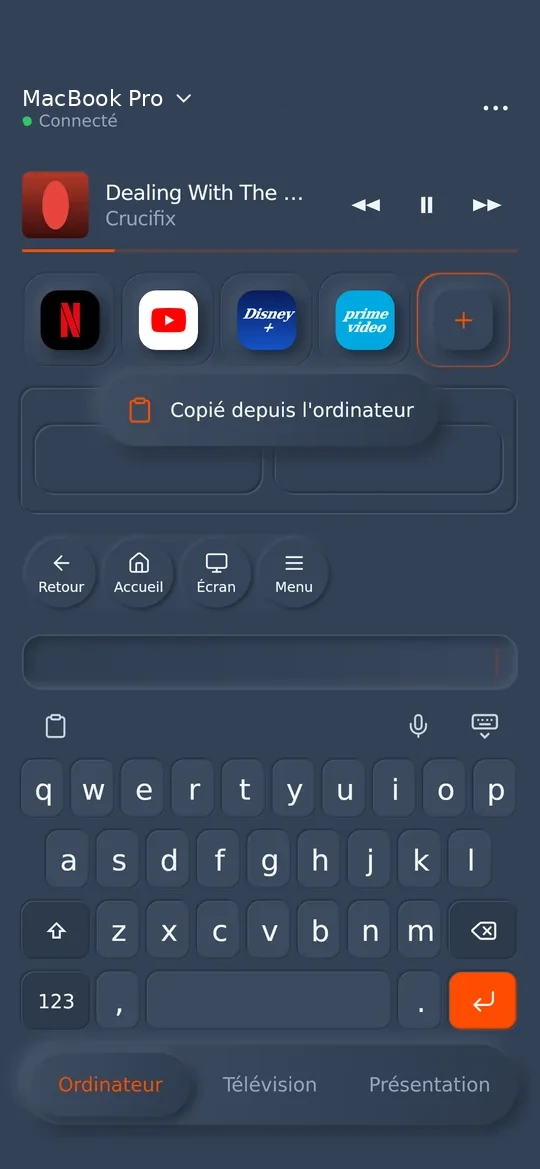 MacBook Pro
Connecté
Dealing With The ...
Crucifix
N
Disney
+
prime
video
Copié depuis l'ordinateur
Retour Accueil Écran Menu
q w e r t y u i o p
a s d f g h j k l
z x c v b n m
123 , .
Ordinateur Télévision Présentation